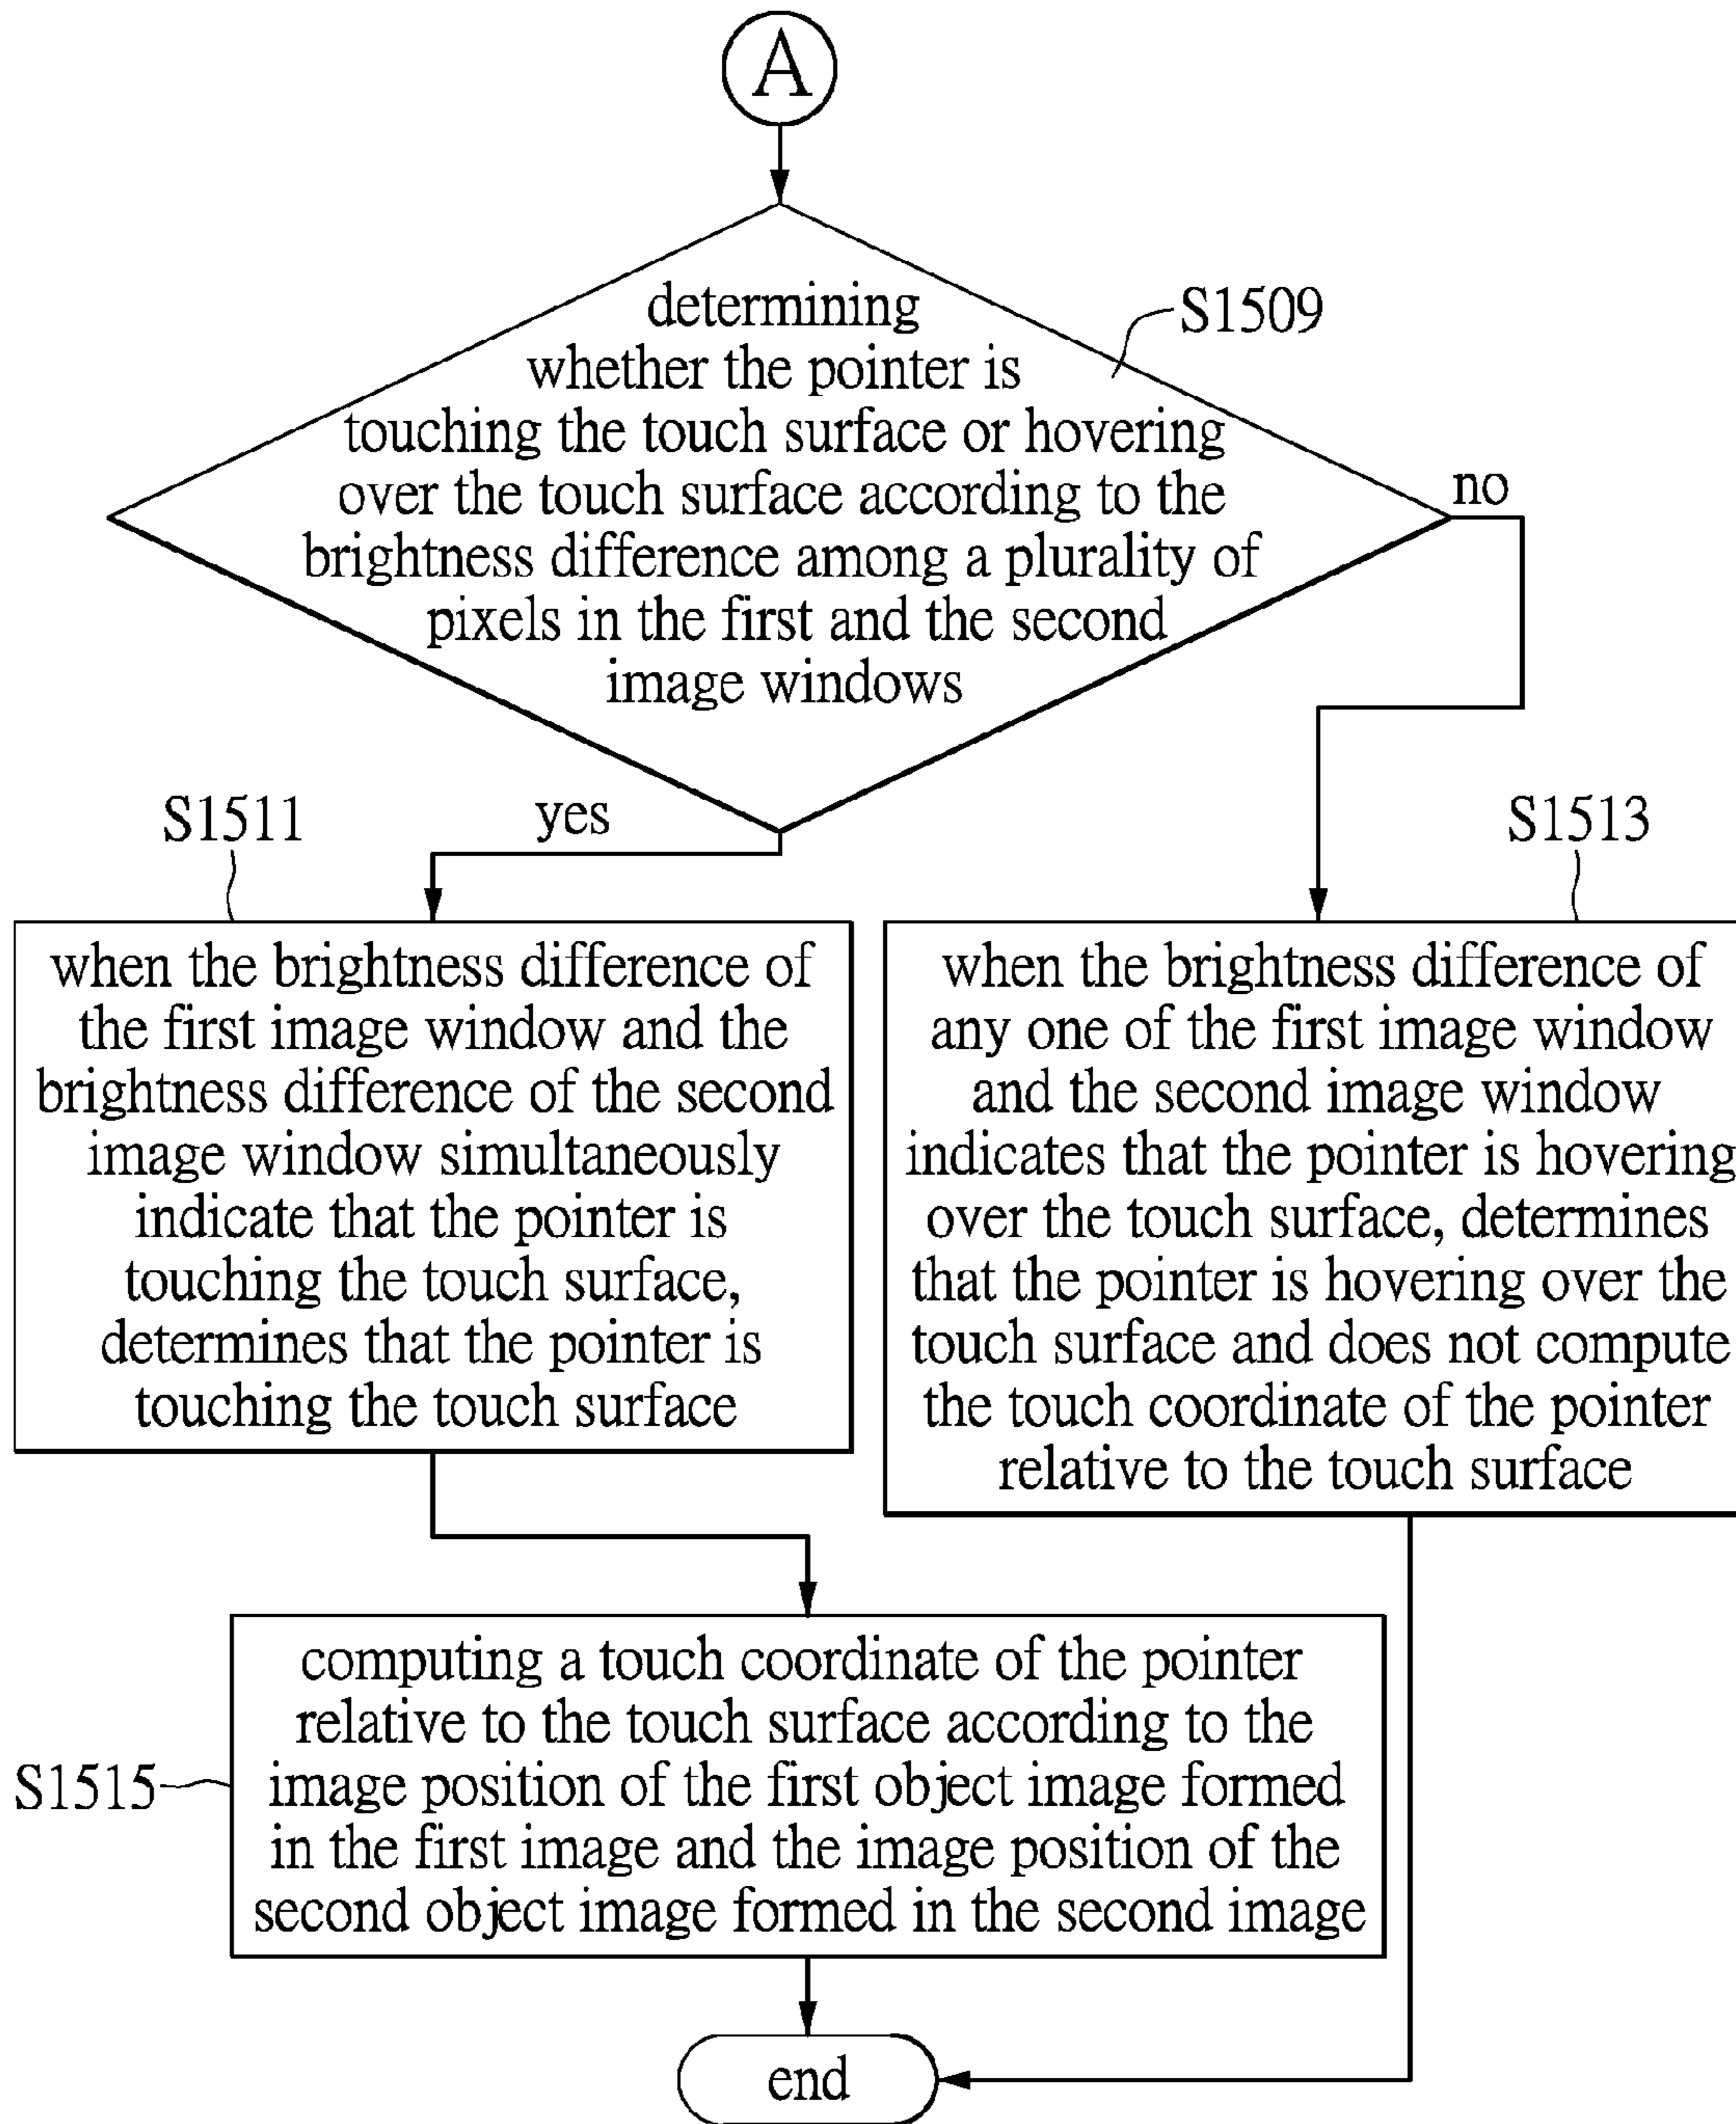 A
determining
whether the pointer is
touching the touch surface or hovering
over the touch surface according to the
brightness difference among a plurality of
pixels in the first and the second
image windows
S1509
no
yes
S1511
when the brightness difference of
the first image window and the
brightness difference of the second
image window simultaneously
indicate that the pointer is
touching the touch surface,
determines that the pointer is
touching the touch surface
S1513
when the brightness difference of
any one of the first image window
and the second image window
indicates that the pointer is hovering
over the touch surface, determines
that the pointer is hovering over the
touch surface and does not compute
the touch coordinate of the pointer
relative to the touch surface
S1515
computing a touch coordinate of the pointer
relative to the touch surface according to the
image position of the first object image formed
in the first image and the image position of the
second object image formed in the second image
end